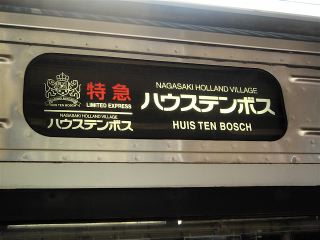 HUIS TEN BOSCH
特急
LIMITED EXPRESS
NAGASAKI HOLLAND VILLAGE
ハウステンボス
NAGASAKI HOLLAND VILLAGE
ハウステンボス
HUIS TEN BOSCH